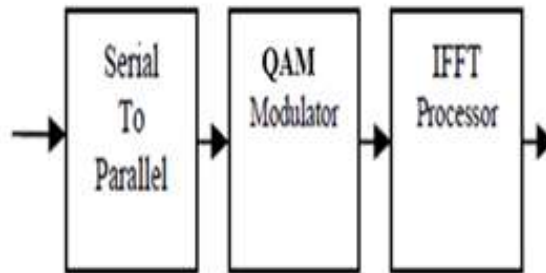 Serial
To
Parallel
QAM
Modulator
IFFT
Processor